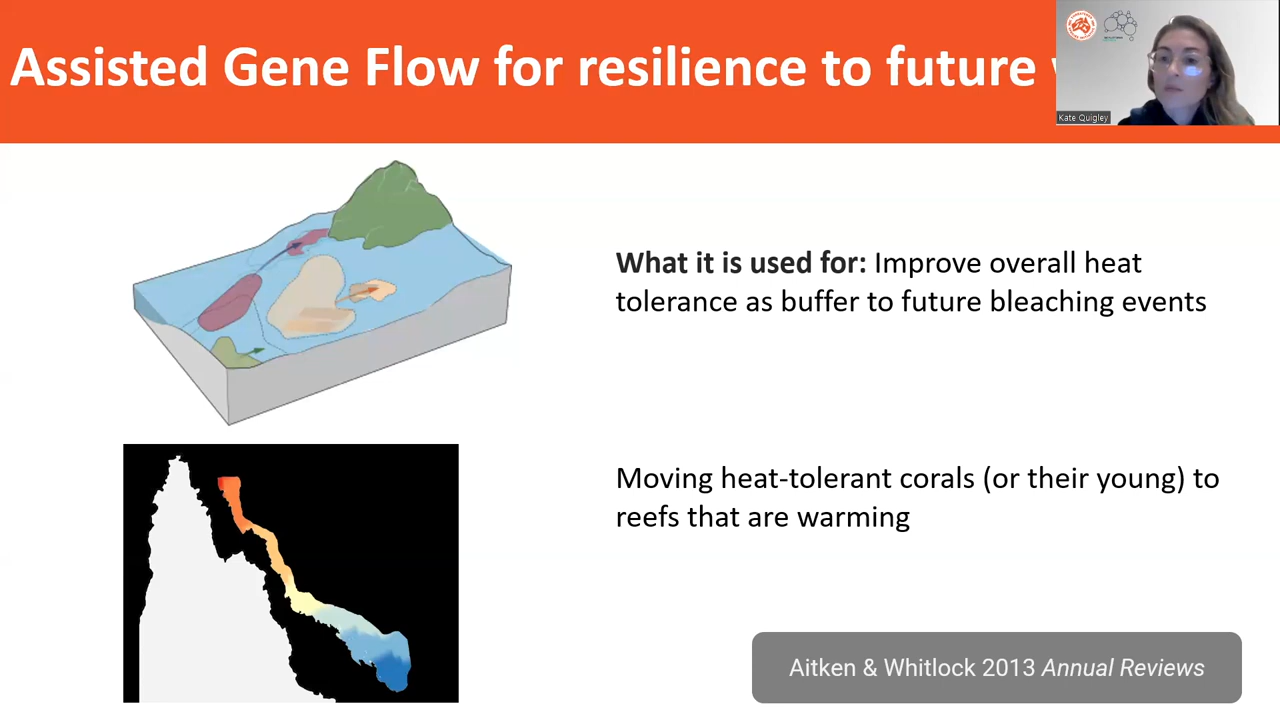 Assisted Gene Flow for resilience to future
Kate Quigley
What it is used for: Improve overall heat
tolerance as buffer to future bleaching events
Moving heat-tolerant corals (or their young) to
reefs that are warming
Aitken & Whitlock 2013 Annual Reviews